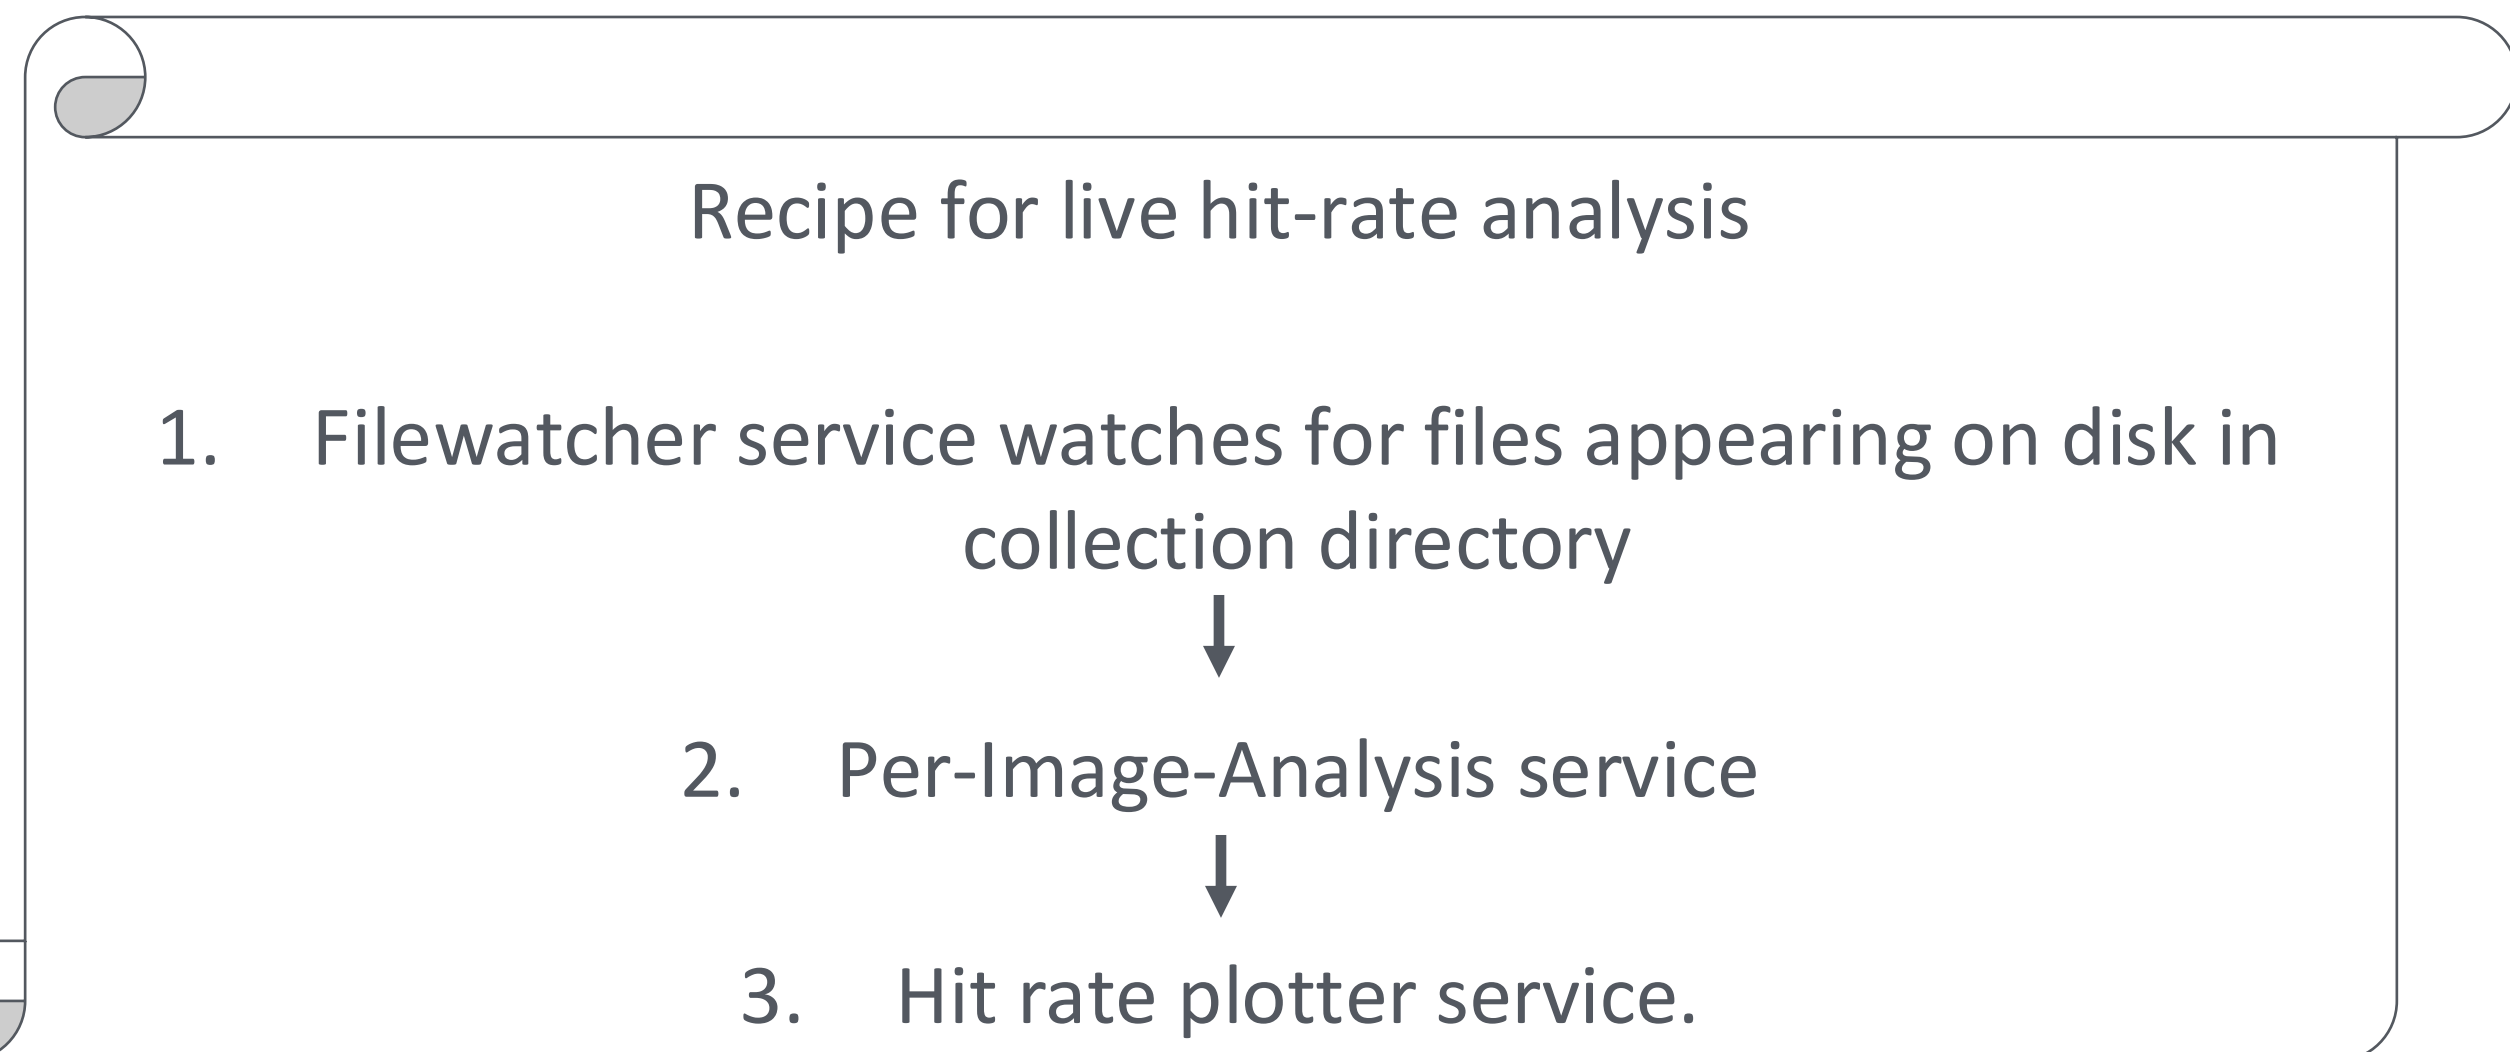 Recipe for live hit-rate analysis
1. Filewatcher service watches for files apparing on disk in
collection directory
2. Per-Image-Analysis service
3. Hit rate plotter service.